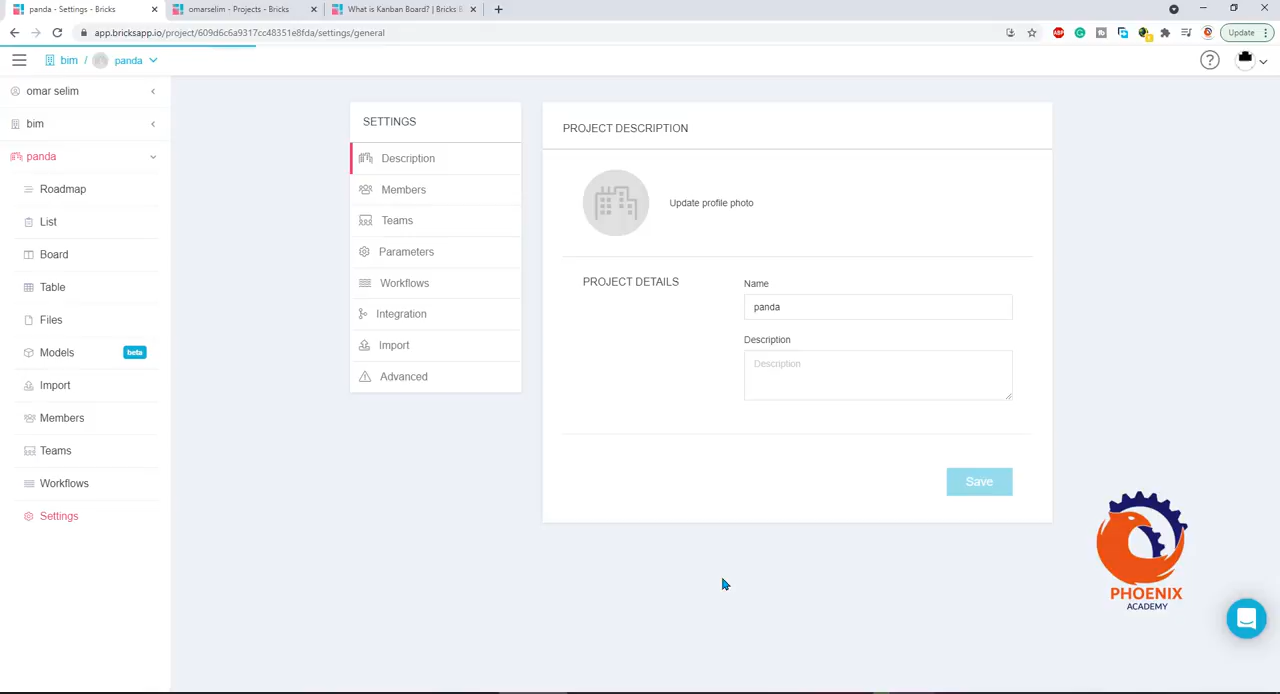 panda - Settings - Bricks
omarselim - Projects - Bricks
What is Kanban Board? | Bricks
app.bricksapp.io/project/609d6c6a9317cc48351e8fda/settings/general
ABP
Update
bim / panda
?
omar selim
bim
panda
Roadmap
List
Board
Table
Files
Models
beta
Import
Members
Teams
Workflows
Settings
SETTINGS
Description
Members
Teams
Parameters
Workflows
Integration
Import
Advanced
PROJECT DESCRIPTION
Update profile photo
PROJECT DETAILS
Name
panda
Description
Description
Save
PHOENIX
ACADEMY